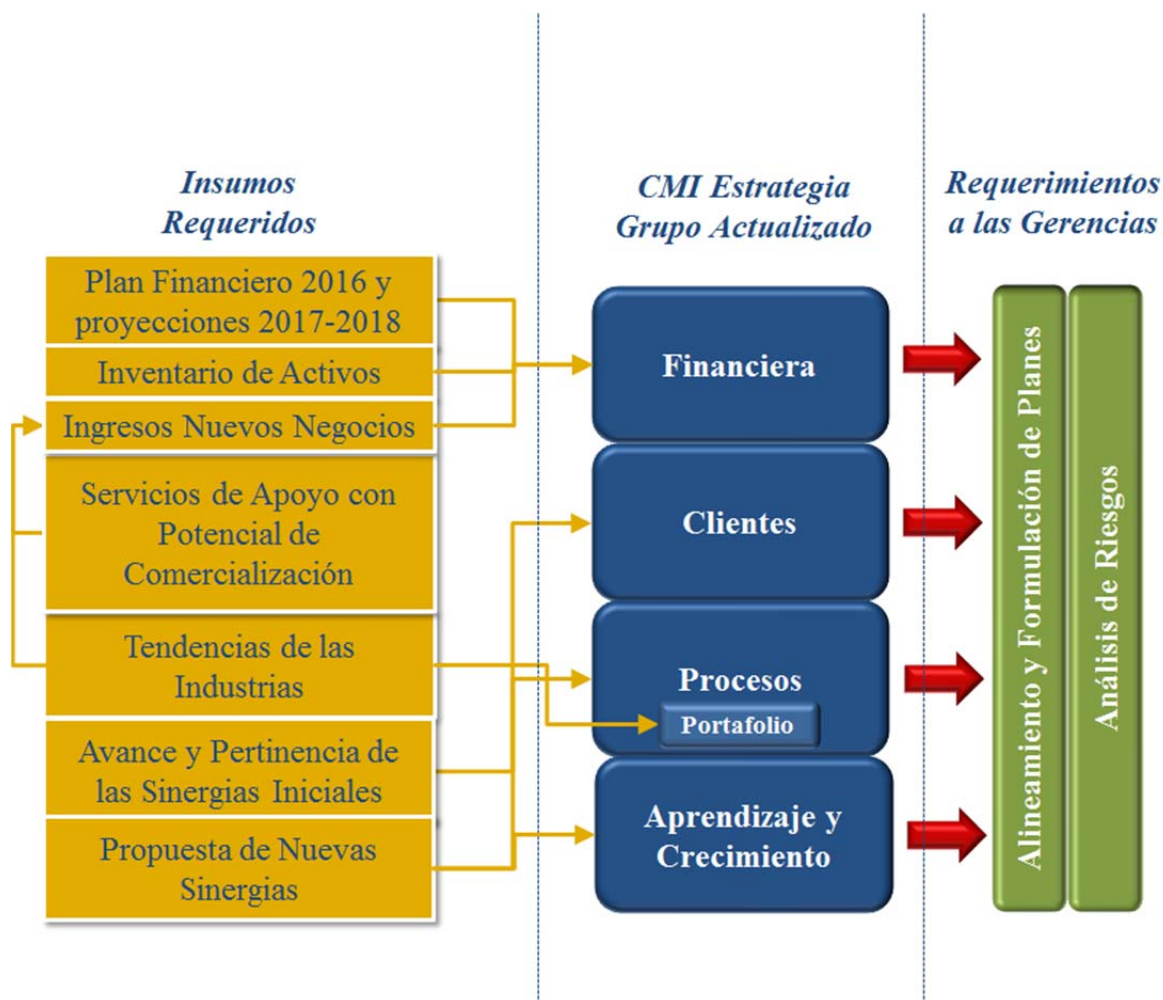 Insumos
Requeridos
Plan Financiero 2016 y
proyecciones 2017-2018
Inventario de Activos
Ingresos Nuevos Negocios
Servicios de Apoyo con
Potencial de
Comercialización
Tendencias de las
Industrias
Avance y Pertinencia de
las Sinergias Iniciales
Propuesta de Nuevas
Sinergias
CMI Estrategia
Grupo Actualizado
Financiera
Clientes
Procesos
Portafolio
Aprendizaje y
Crecimiento
Requerimientos
a las Gerencias
Alineamiento y Formulación de Planes
Análisis de Riesgos